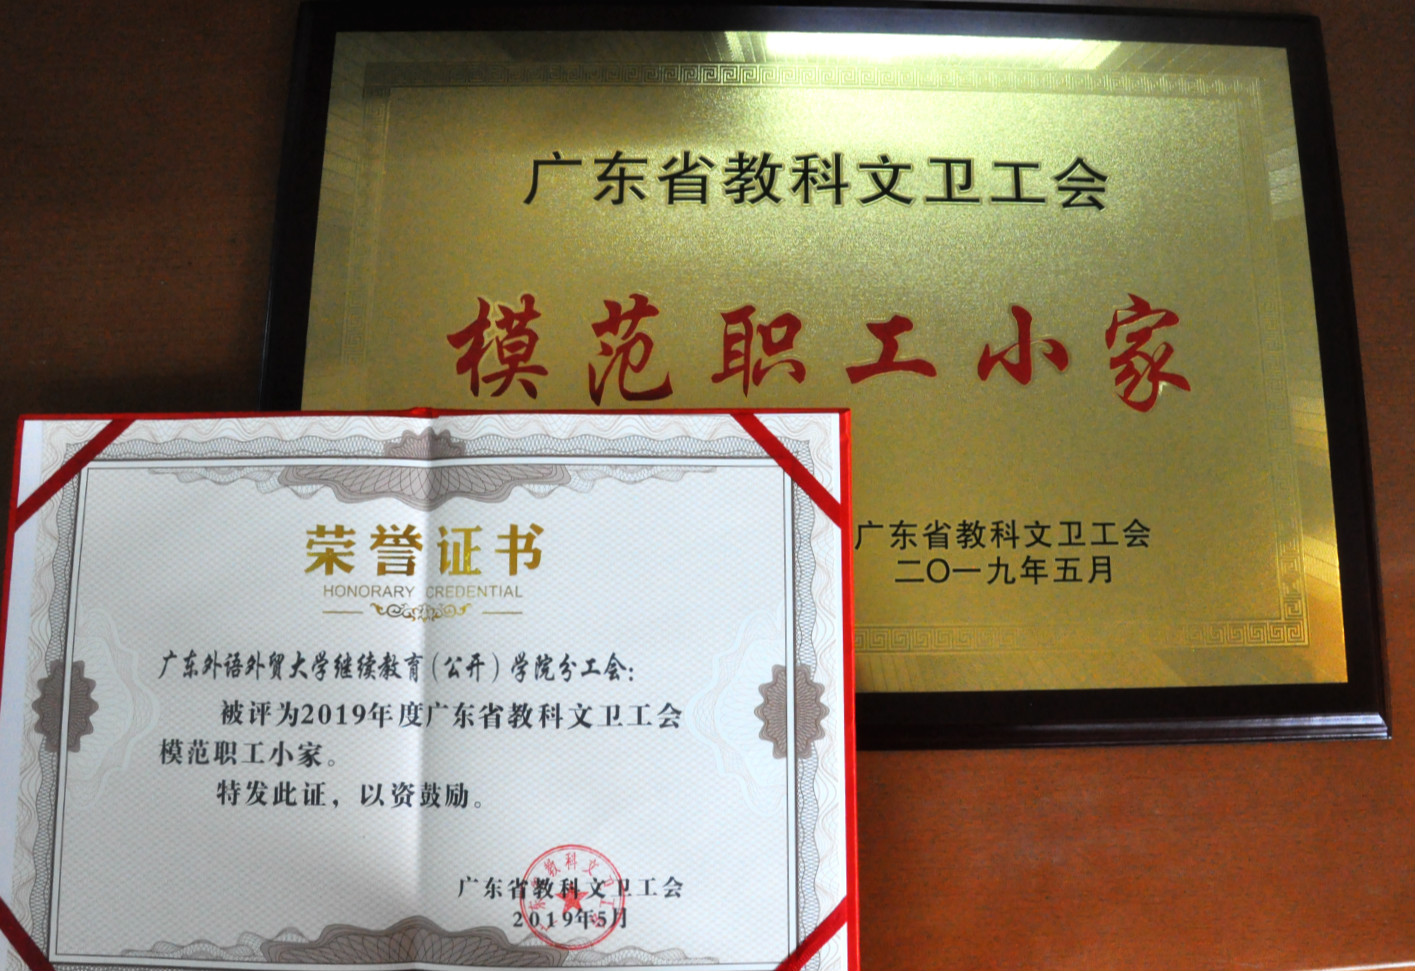 广东省教科文卫工会
模范职工小家
广东省教科文卫工会
二〇一九年五月
荣誉证书
HONORARY CREDENTIAL
广东外语外贸大学继续教育（公开）学院分工会：
被评为2019年度广东省教科文卫工会
模范职工小家。
特发此证，以资鼓励。
广东省教科文卫工会
2019年5月